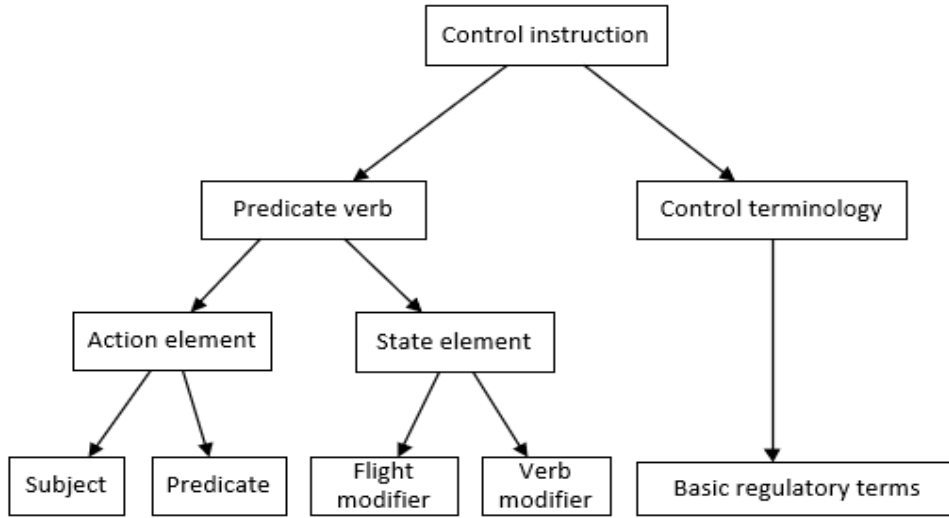 Control instruction
Predicate verb
Control terminology
Action element
State element
Subject
Predicate
Flight
modifier
Verb
modifier
Basic regulatory terms